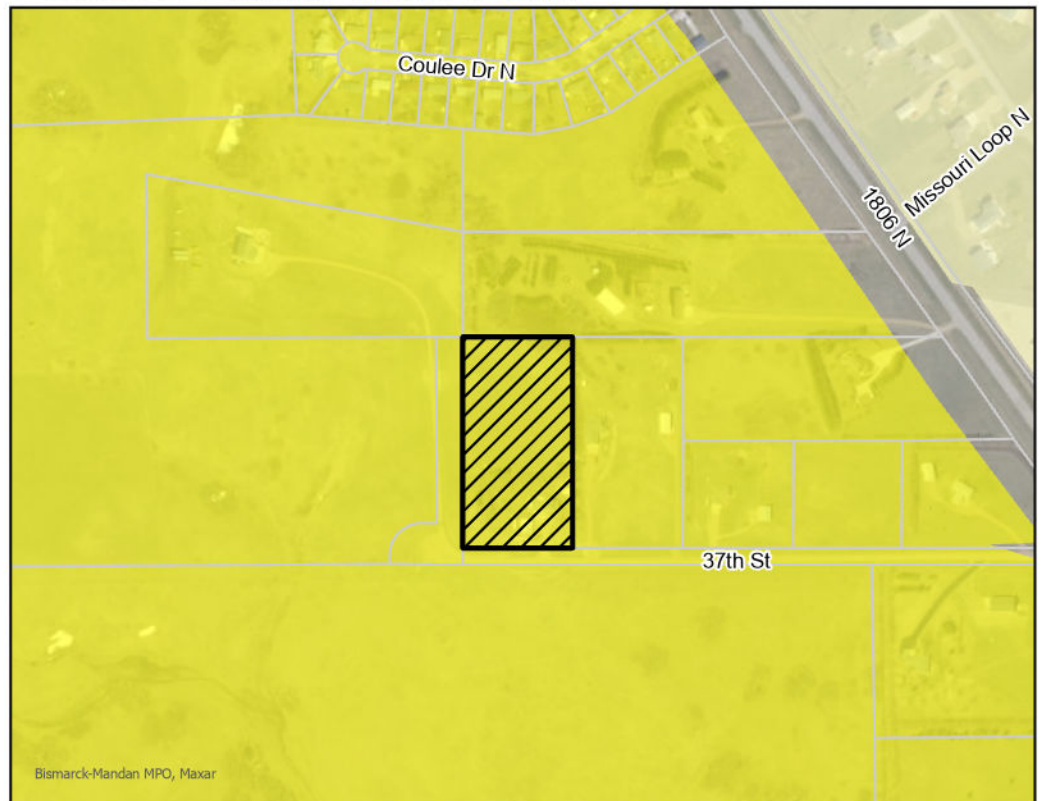 Coulee Dr N
Missouri Loop N
1806 N
37th St
Bismarck-Mandan MPO, Maxar